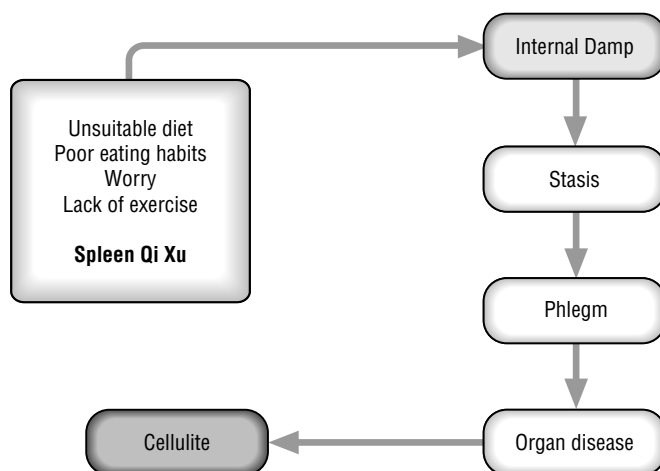 Unsuitable diet
Poor eating habits
Worry
Lack of exercise
Spleen Qi Xu
Internal Damp
Stasis
Phlegm
Organ disease
Cellulite